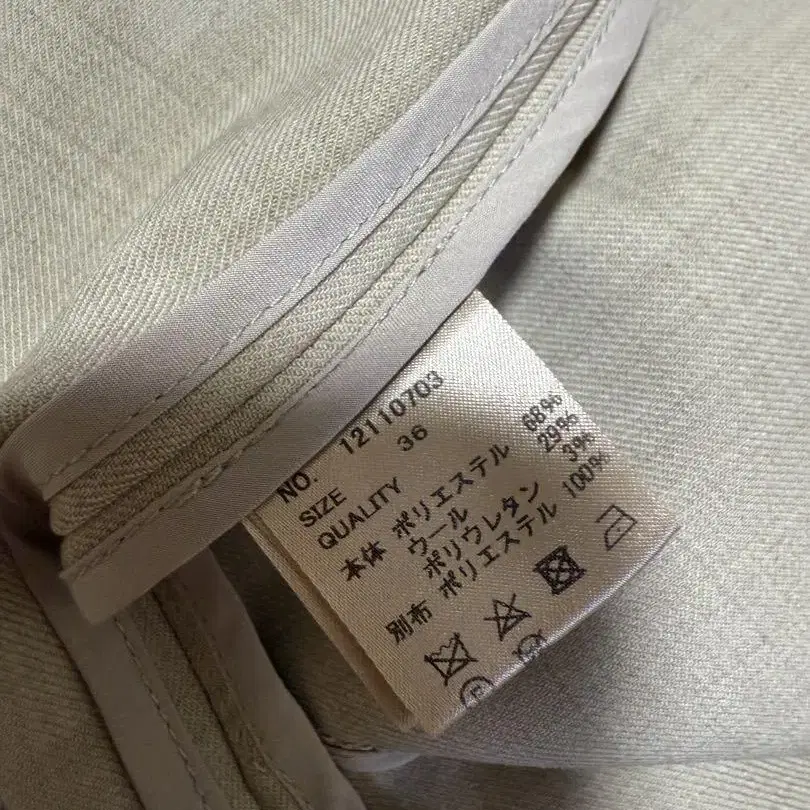 NO. 12110703
SIZE 36
QUALITY
本体 ポリエステル 68%
ウール 29%
ポリウレタン 3%
別布 ポリエステル 100%
P